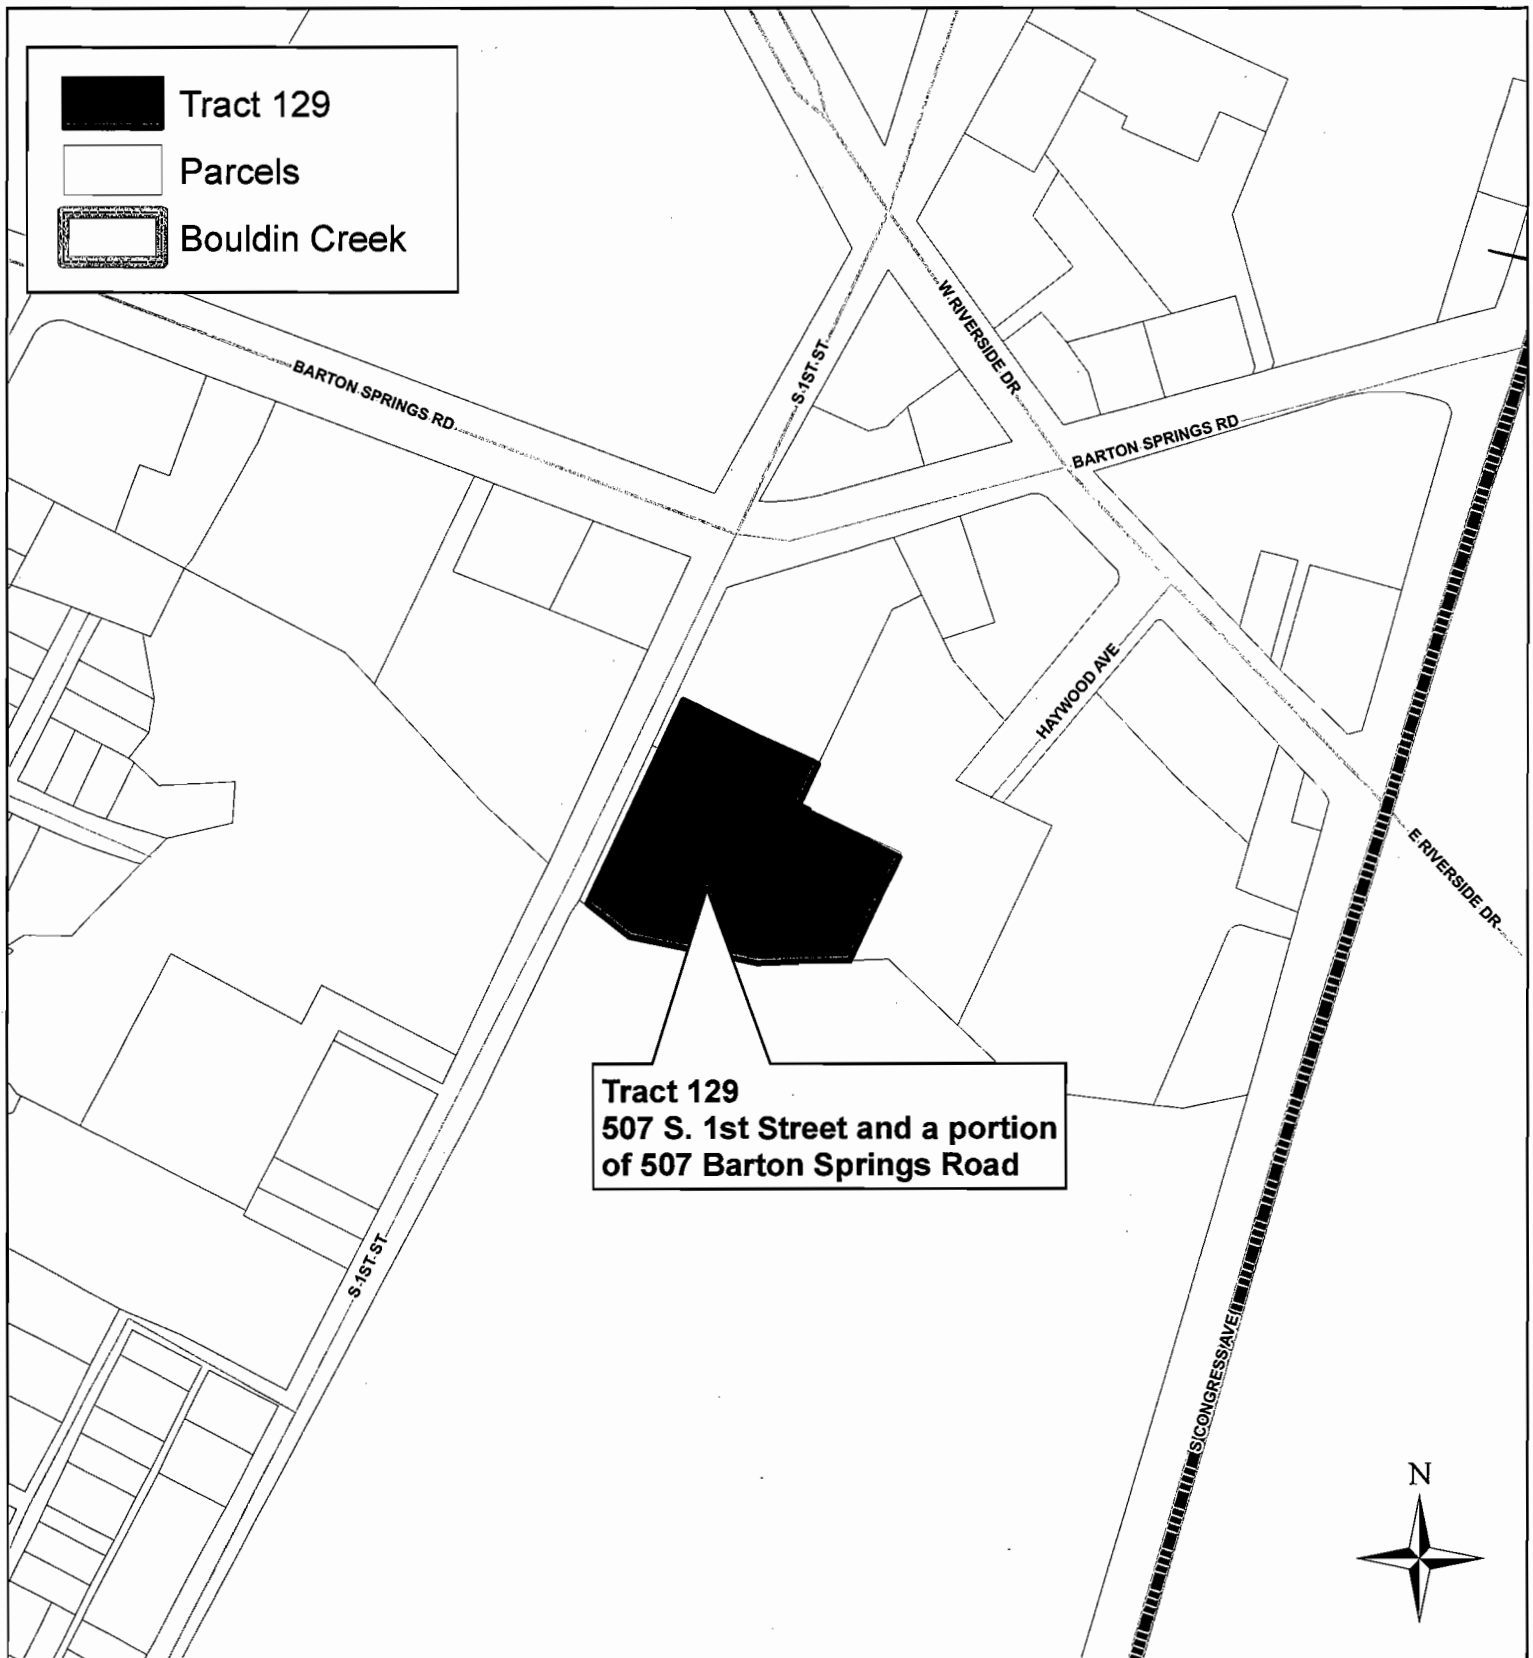 Tract 129
Parcels
Bouldin Creek
BARTON SPRINGS RD
S 1ST ST
W RIVERSIDE DR
BARTON SPRINGS RD
HAYWOOD AVE
E RIVERSIDE DR
Tract 129
507 S. 1st Street and a portion
of 507 Barton Springs Road
S 1ST ST
S CONGRESS AVE
N